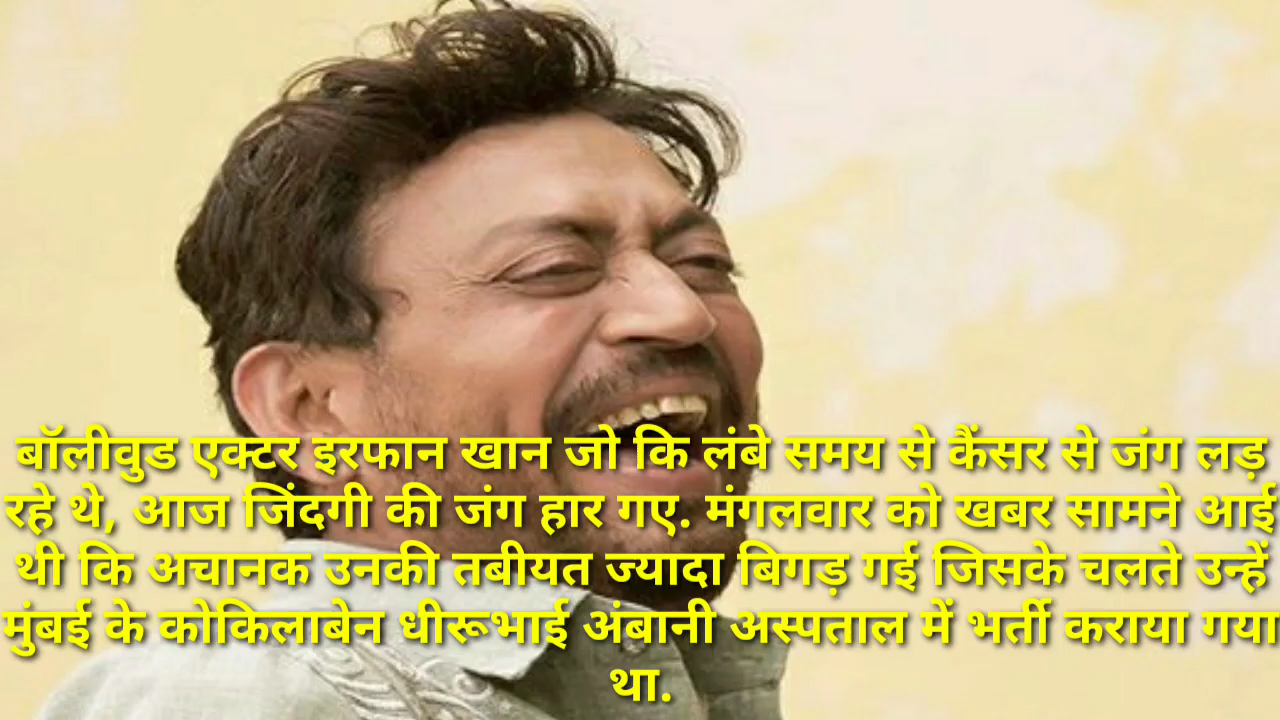 बॉलीवुड एक्टर इरफान खान जो कि लंबे समय से कैंसर से जंग लड़
रहे थे, आज जिंदगी की जंग हार गए. मंगलवार को खबर सामने आई
थी कि अचानक उनकी तबीयत ज्यादा बिगड़ गई जिसके चलते उन्हें
मुंबई के कोकिलाबेन धीरूभाई अंबानी अस्पताल में भर्ती कराया गया
था.